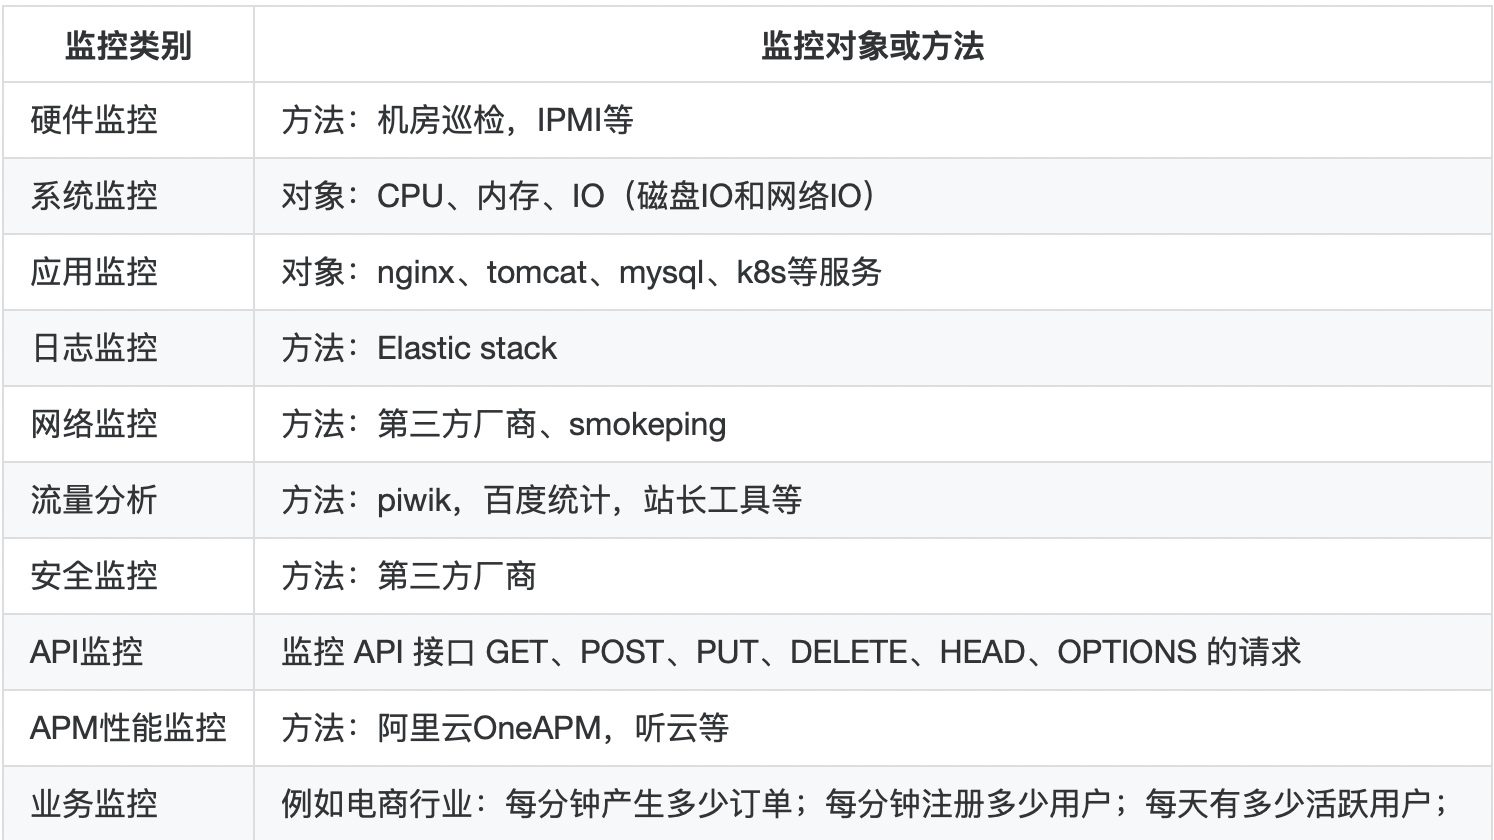 监控类别 监控对象或方法
硬件监控 方法：机房巡检，IPMI等
系统监控 对象：CPU、内存、IO（磁盘IO和网络IO）
应用监控 对象：nginx、tomcat、mysql、k8s等服务
日志监控 方法：Elastic stack
网络监控 方法：第三方厂商、smokeping
流量分析 方法：piwik，百度统计，站长工具等
安全监控 方法：第三方厂商
API监控 监控 API 接口 GET、POST、PUT、DELETE、HEAD、OPTIONS 的请求
APM性能监控 方法：阿里云OneAPM，听云等
业务监控 例如电商行业：每分钟产生多少订单；每分钟注册多少用户；每天有多少活跃用户；